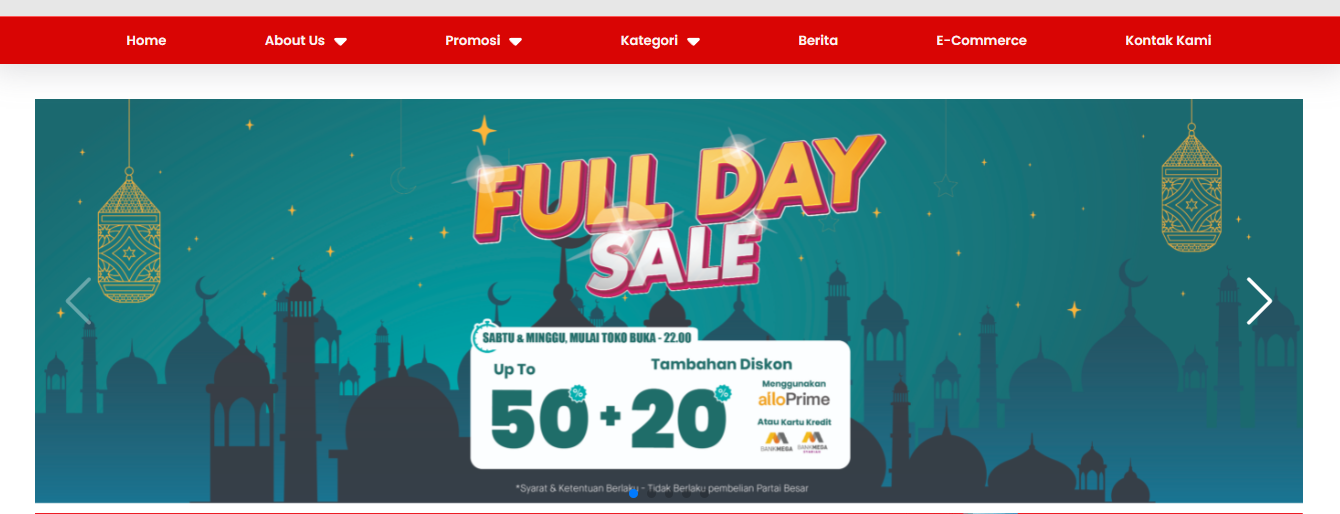 Home About Us Promosi Kategori Berita E-Commerce Kontak Kami
FULL DAY
SALE
SABTU & MINGGU, MULAI TOKO BUKA - 22.00
Up To
Tambahan Diskon
50% + 20%
Menggunakan
alloPrime
Atau Kartu Kredit
BANK MEGA BANK MEGA
SYARIAH
*Syarat & Ketentuan Berlaku - Tidak Berlaku pembelian Partai Besar